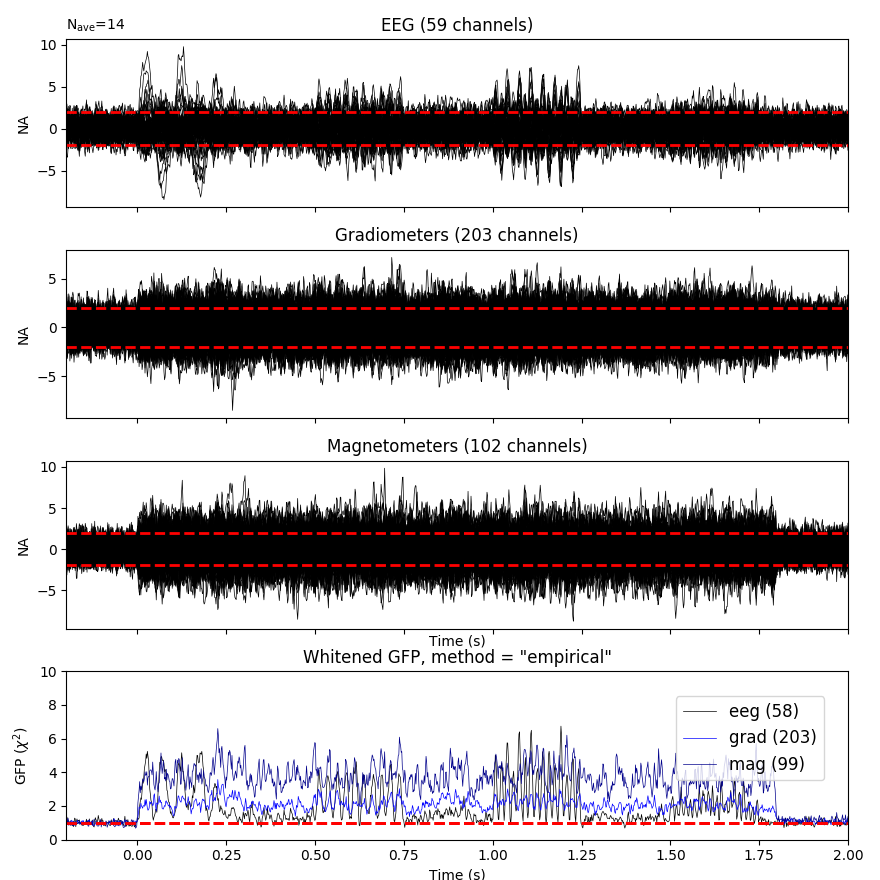 Nave=14
EEG (59 channels)
10
5
0
−5
NA
Gradiometers (203 channels)
5
0
−5
NA
Magnetometers (102 channels)
10
5
0
−5
NA
Time (s)
Whitened GFP, method = "empirical"
10
8
6
4
2
0
GFP (χ²)
eeg (58)
grad (203)
mag (99)
0.00 0.25 0.50 0.75 1.00 1.25 1.50 1.75 2.00
Time (s)